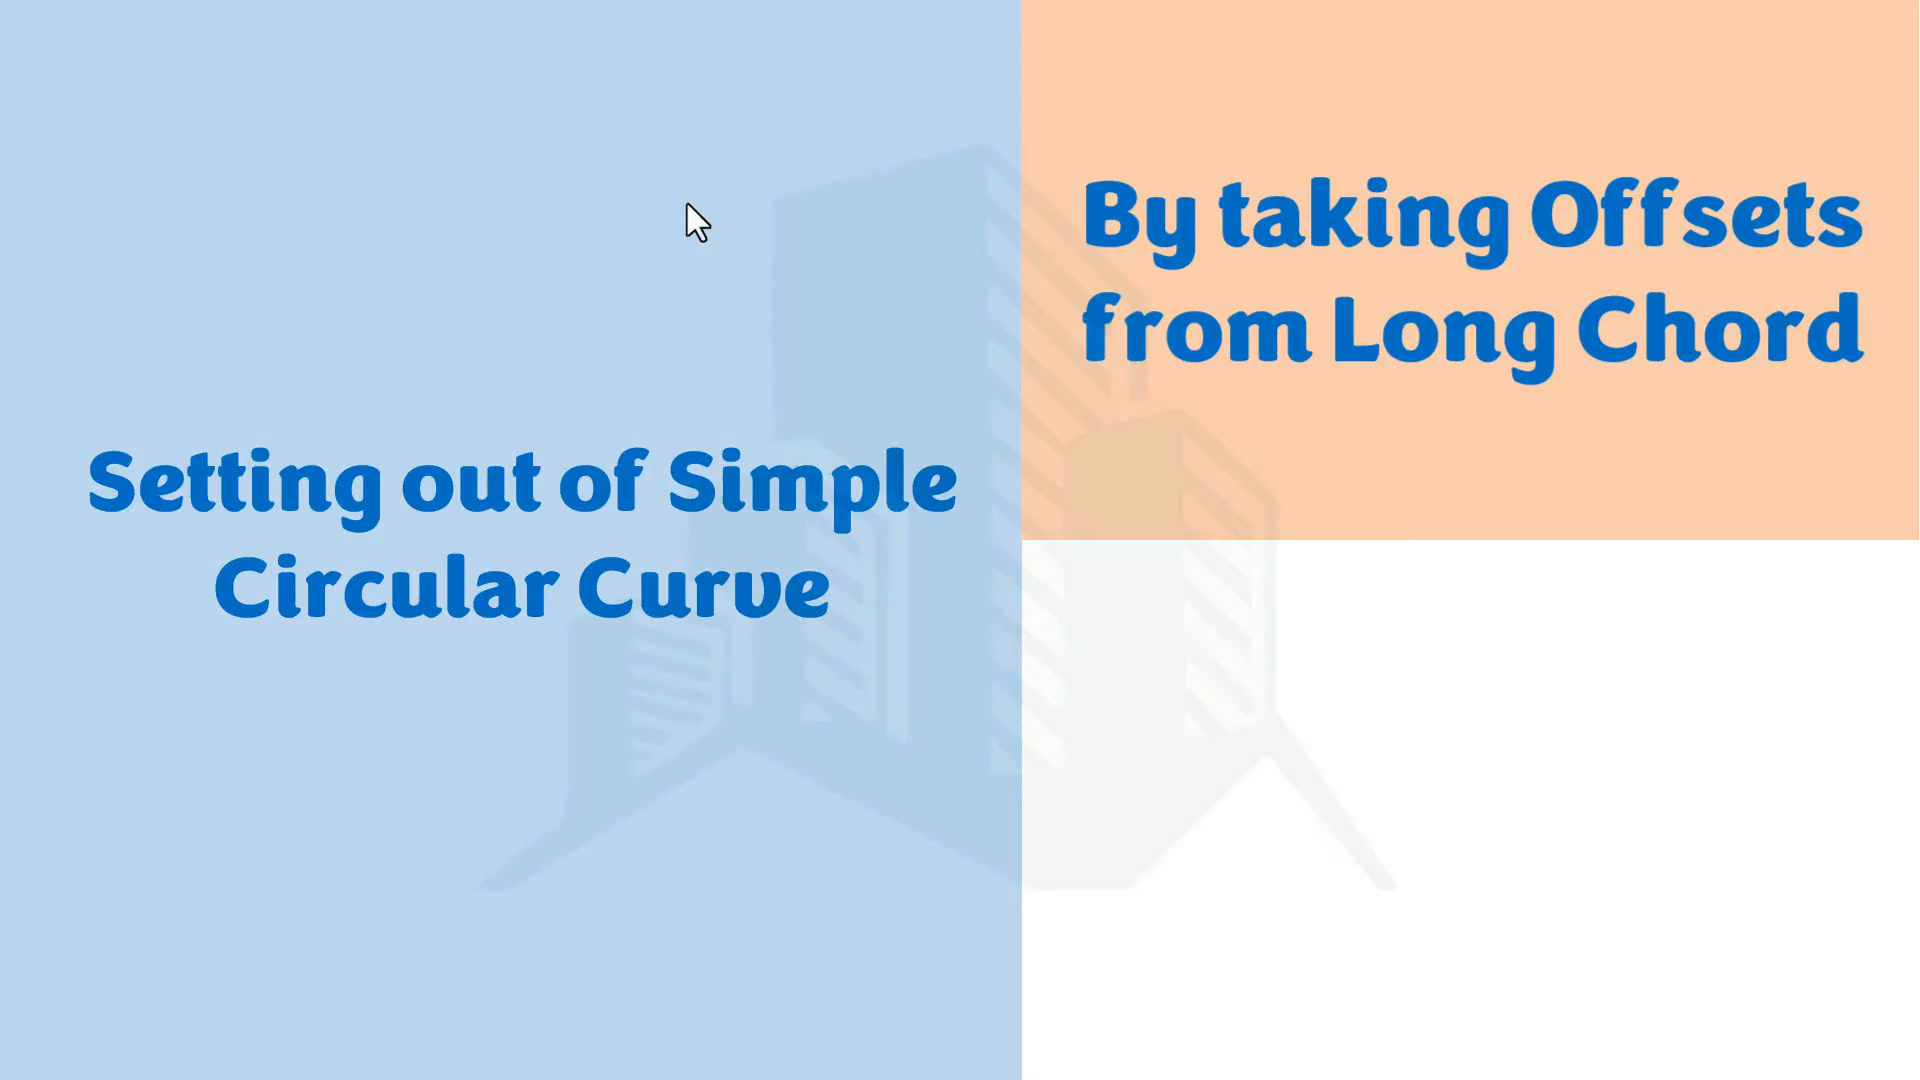 Setting out of Simple
Circular Curve
By taking Offsets
from Long Chord